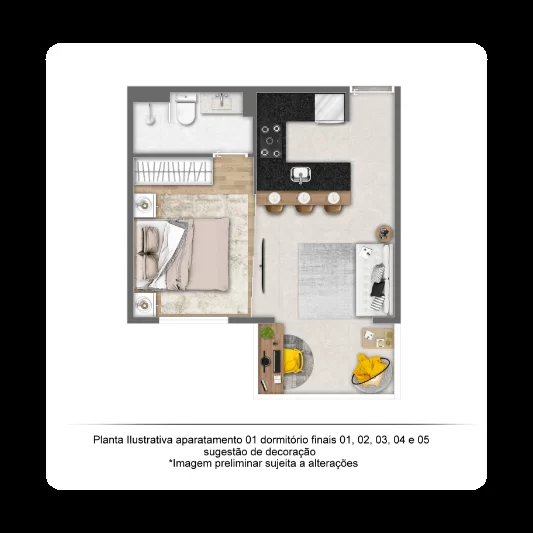 Planta Ilustrativa aparatamento 01 dormitório finais 01, 02, 03, 04 e 05
sugestão de decoração
*Imagem preliminar sujeita a alterações